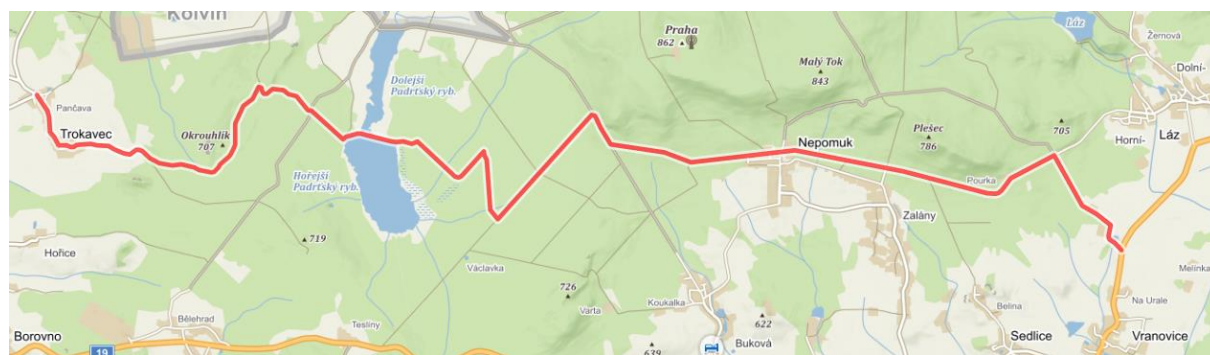 Kolvín
Praha
862
Láz
Žernová
Malý Tok
843
Dolní-
Dolejší
Padrťský ryb.
Pančava
Okrouhlík
707
Trokavec
Plešec
786
705
Horní-
Láz
Nepomuk
Hořejší
Padrťský ryb.
Pourka
Zalány
719
Hořice
Václavka
Melínka
726
Varta
Koukalka
Na Urale
Bělehrad
Teslíny
Belina
622
Borovno
19
639
Buková
Sedlice
Vranovice